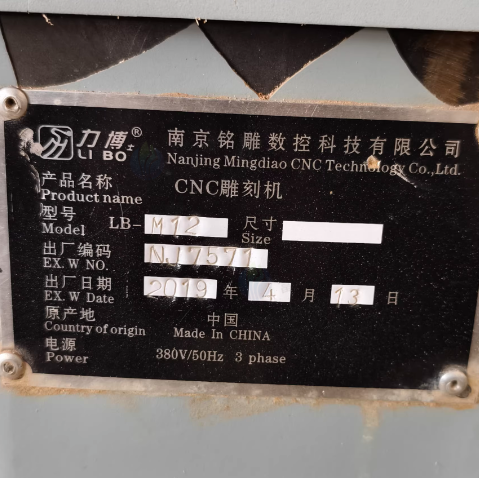 力博士® 南京铭雕数控科技有限公司
LI BO Nanjing Mingdiao CNC Technology Co.,Ltd.
产品名称 CNC雕刻机
Product name
型号 LB-M12 尺寸
Model Size
出厂编码 NJ7571
EX.W NO.
出厂日期 2019 年 4 月 13 日
EX.W Date
原产地 中国
Country of origin Made In CHINA
电源
Power 380V/50Hz 3 phase